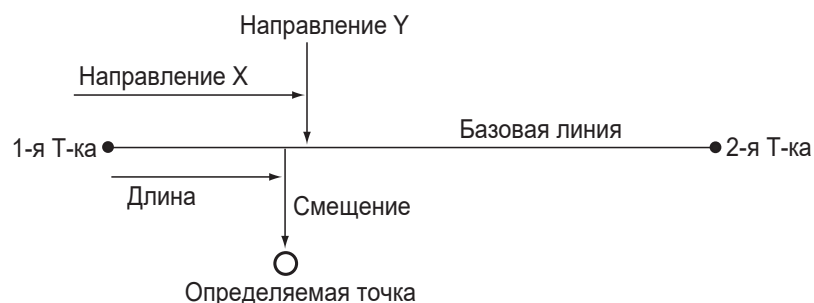 Направление Y
Направление X
Базовая линия
1-я Т-ка
2-я Т-ка
Длина
Смещение
Определяемая точка